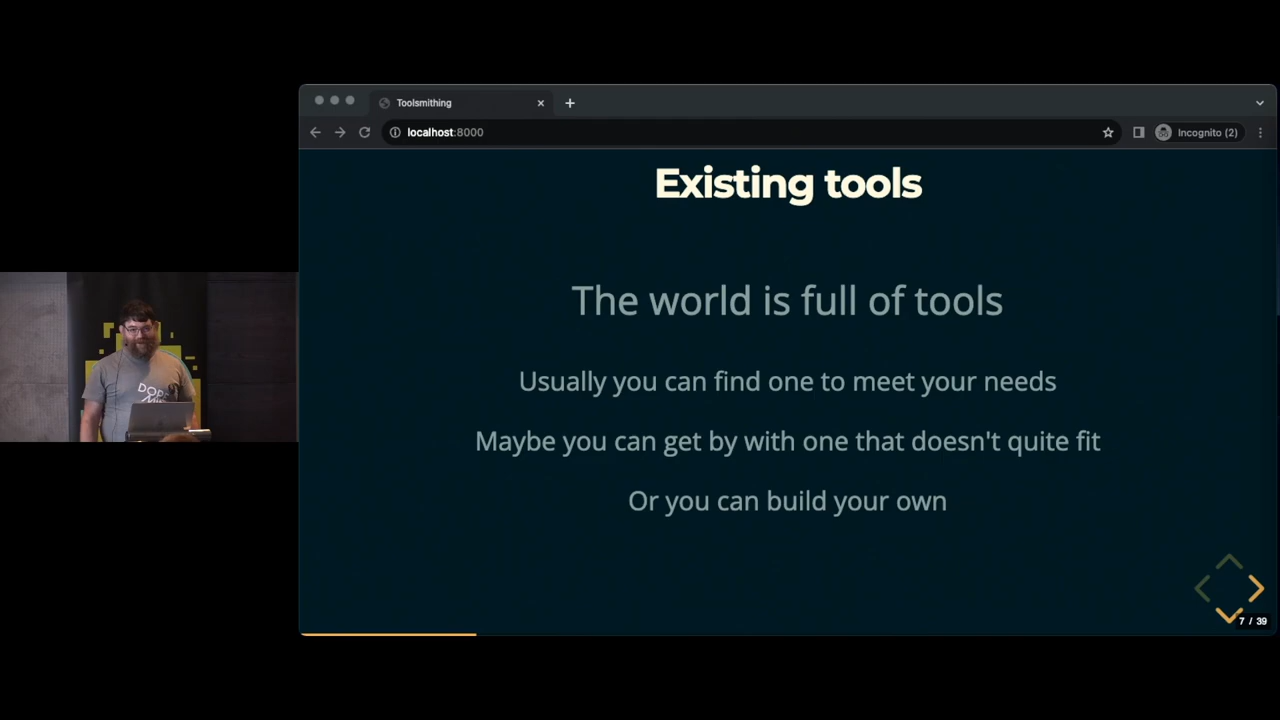 Toolsmithing
localhost:8000
Incognito (2)
Existing tools
The world is full of tools
Usually you can find one to meet your needs
Maybe you can get by with one that doesn't quite fit
Or you can build your own
7 / 39